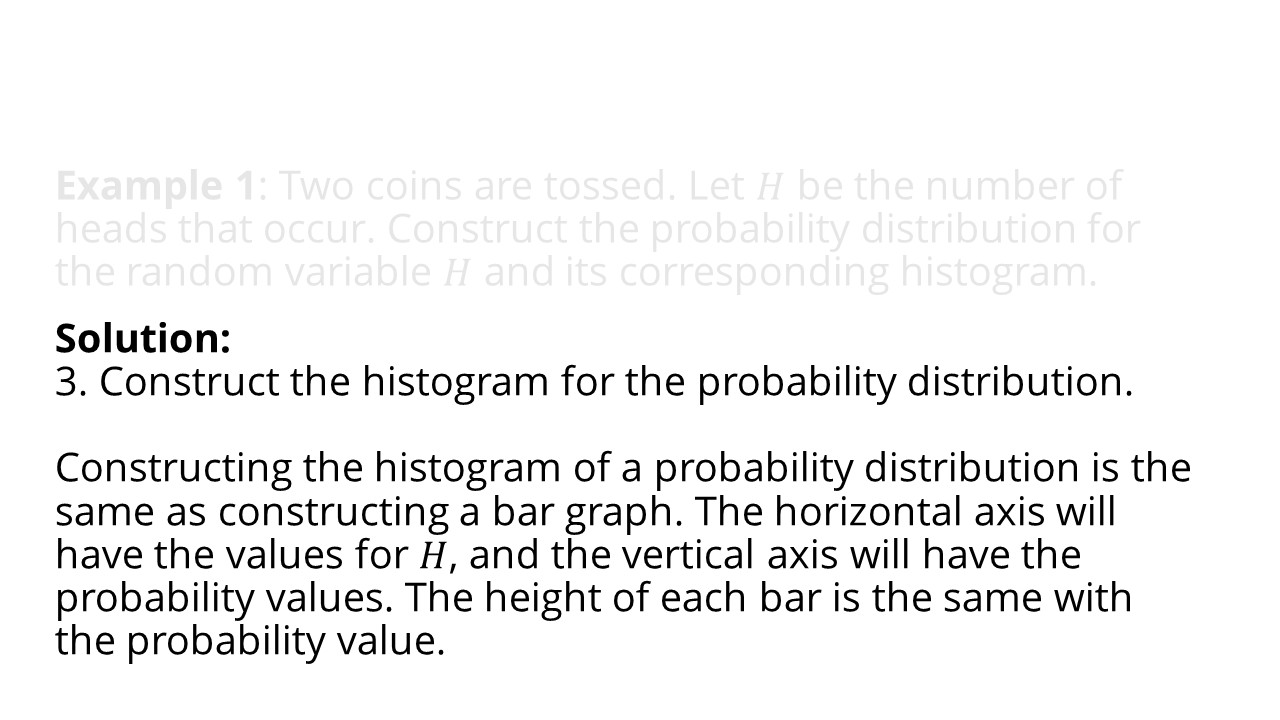 Example 1: Two coins are tossed. Let H be the number of
heads that occur. Construct the probability distribution for
the random variable H and its corresponding histogram.
Solution:
3. Construct the histogram for the probability distribution.
Constructing the histogram of a probability distribution is the
same as constructing a bar graph. The horizontal axis will
have the values for H, and the vertical axis will have the
probability values. The height of each bar is the same with
the probability value.